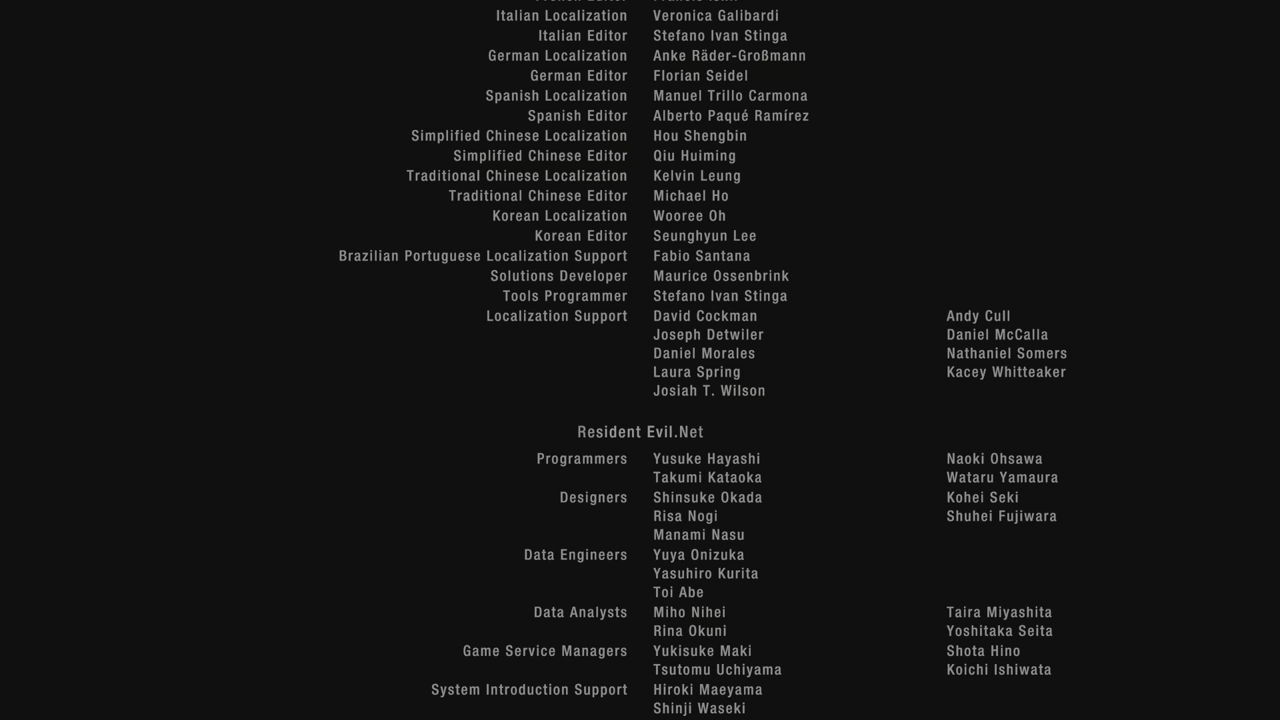 Italian Localization Veronica Galibardi
Italian Editor Stefano Ivan Stinga
German Localization Anke Räder-Großmann
German Editor Florian Seidel
Spanish Localization Manuel Trillo Carmona
Spanish Editor Alberto Paqué Ramírez
Simplified Chinese Localization Hou Shengbin
Simplified Chinese Editor Qiu Huiming
Traditional Chinese Localization Kelvin Leung
Traditional Chinese Editor Michael Ho
Korean Localization Wooree Oh
Korean Editor Seunghyun Lee
Brazilian Portuguese Localization Support Fabio Santana
Solutions Developer Maurice Ossenbrink
Tools Programmer Stefano Ivan Stinga
Localization Support David Cockman Andy Cull
Joseph Detwiler Daniel McCalla
Daniel Morales Nathaniel Somers
Laura Spring Kacey Whitteaker
Josiah T. Wilson
Resident Evil.Net
Programmers Yusuke Hayashi Naoki Ohsawa
Takumi Kataoka Wataru Yamaura
Designers Shinsuke Okada Kohei Seki
Risa Nogi Shuhei Fujiwara
Manami Nasu
Data Engineers Yuya Onizuka
Yasuhiro Kurita
Toi Abe
Data Analysts Miho Nihei Taira Miyashita
Rina Okuni Yoshitaka Seita
Game Service Managers Yukisuke Maki Shota Hino
Tsutomu Uchiyama Koichi Ishiwata
System Introduction Support Hiroki Maeyama
Shinji Waseki